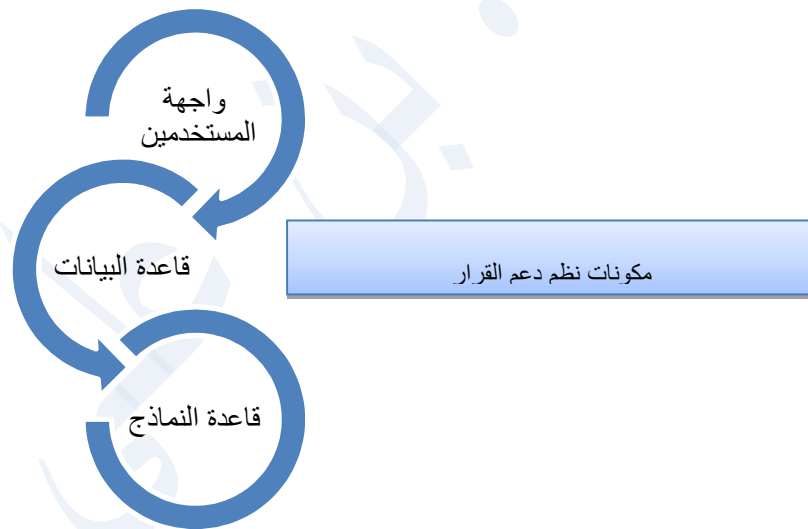 واجهة
المستخدمين
قاعدة البيانات
مكونات نظم دعم القرار
قاعدة النماذج